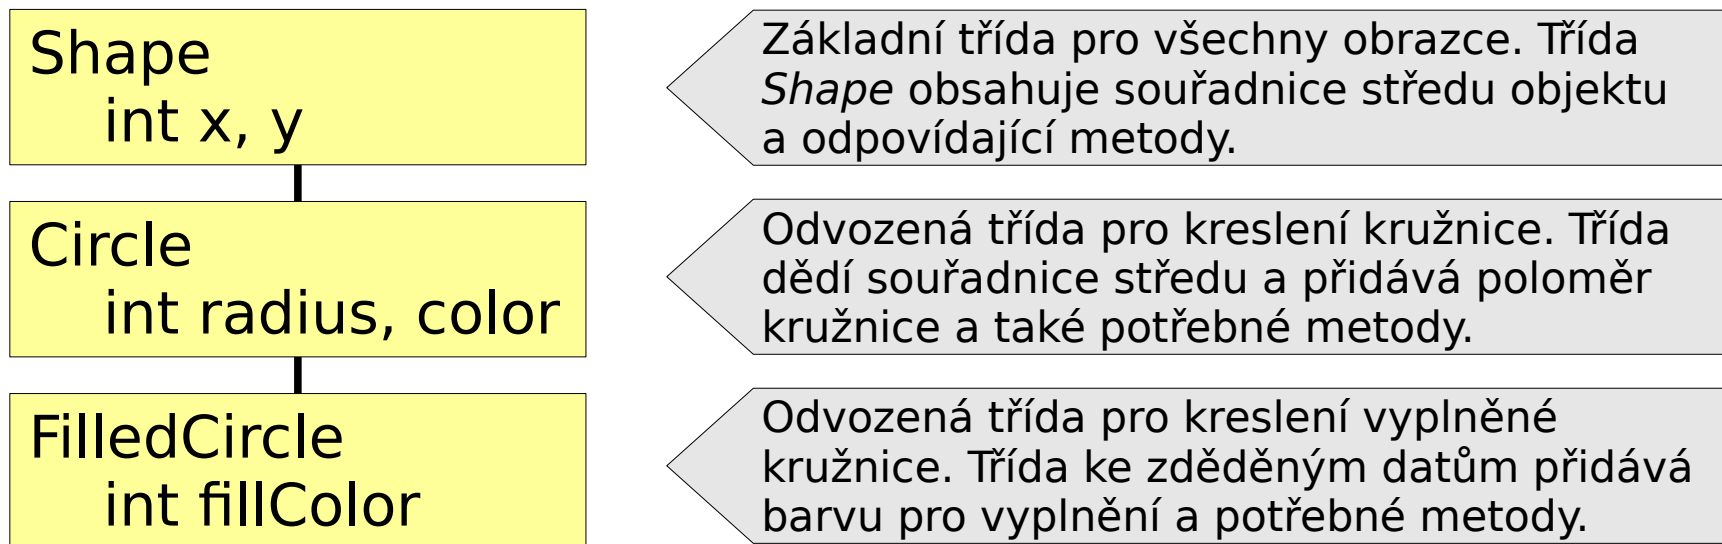 Shape
int x, y
Základní třída pro všechny obrazce. Třída
Shape obsahuje souřadnice středu objektu
a odpovídající metody.
Circle
int radius, color
Odvozená třída pro kreslení kružnice. Třída
dědí souřadnice středu a přidává poloměr
kružnice a také potřebné metody.
FilledCircle
int fillColor
Odvozená třída pro kreslení vyplněné
kružnice. Třída ke zděděným datům přidává
barvu pro vyplnění a potřebné metody.